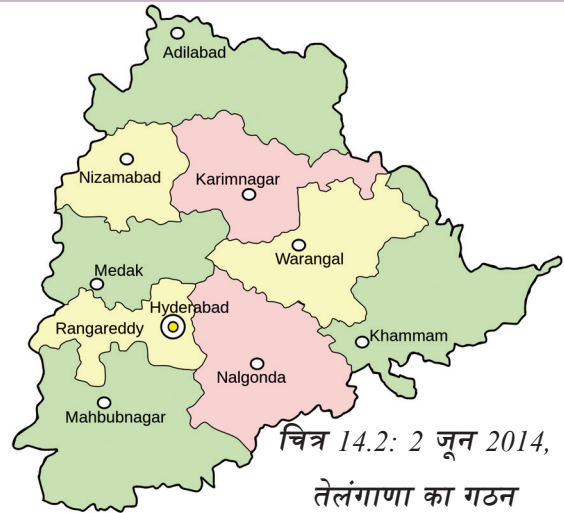 Adilabad
Nizamabad
Karimnagar
Warangal
Medak
Hyderabad
Rangareddy
Khammam
Nalgonda
Mahbubnagar
चित्र 14.2: 2 जून 2014,
तेलंगाणा का गठन